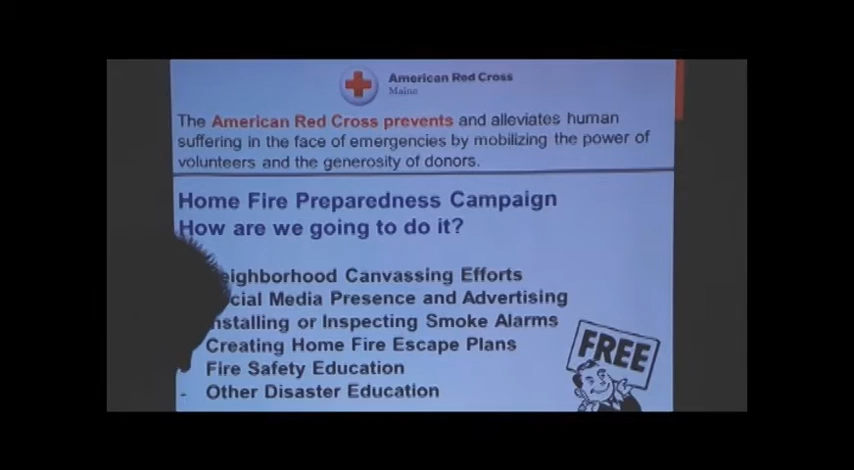 American Red Cross
Maine
The American Red Cross prevents and alleviates human
suffering in the face of emergencies by mobilizing the power of
volunteers and the generosity of donors.
Home Fire Preparedness Campaign
How are we going to do it?
eighborhood Canvassing Efforts
cial Media Presence and Advertising
nstalling or Inspecting Smoke Alarms
Creating Home Fire Escape Plans
Fire Safety Education
- Other Disaster Education
FREE